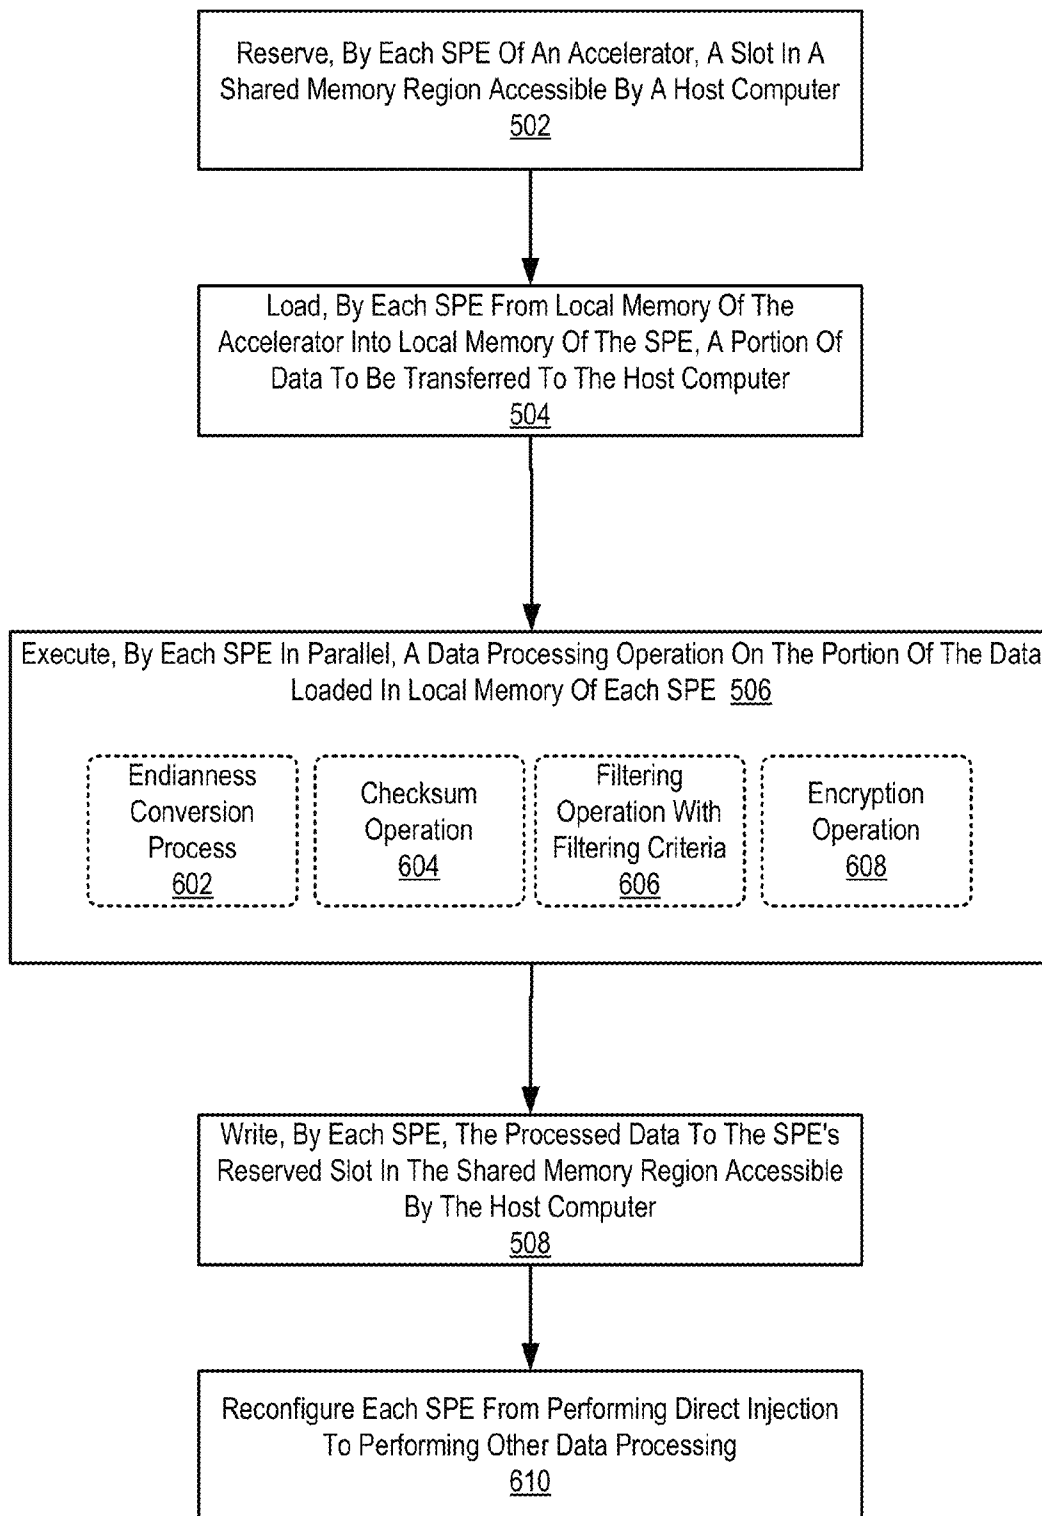 Reserve, By Each SPE Of An Accelerator, A Slot In A
Shared Memory Region Accessible By A Host Computer
502
Load, By Each SPE From Local Memory Of The
Accelerator Into Local Memory Of The SPE, A Portion Of
Data To Be Transferred To The Host Computer
504
Execute, By Each SPE In Parallel, A Data Processing Operation On The Portion Of The Data
Loaded In Local Memory Of Each SPE 506
Endianness
Conversion
Process
602
Checksum
Operation
604
Filtering
Operation With
Filtering Criteria
606
Encryption
Operation
608
Write, By Each SPE, The Processed Data To The SPE's
Reserved Slot In The Shared Memory Region Accessible
By The Host Computer
508
Reconfigure Each SPE From Performing Direct Injection
To Performing Other Data Processing
610